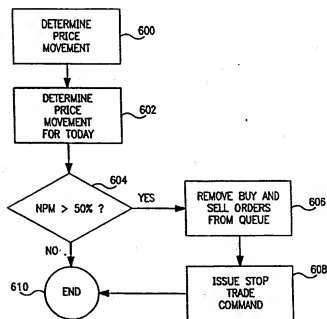 DETERMINE
PRICE
MOVEMENT
600
DETERMINE
PRICE
MOVEMENT
FOR TODAY
602
604
NPM > 50% ?
YES
REMOVE BUY AND
SELL ORDERS
FROM QUEUE
606
NO
608
ISSUE STOP
TRADE
COMMAND
610
END